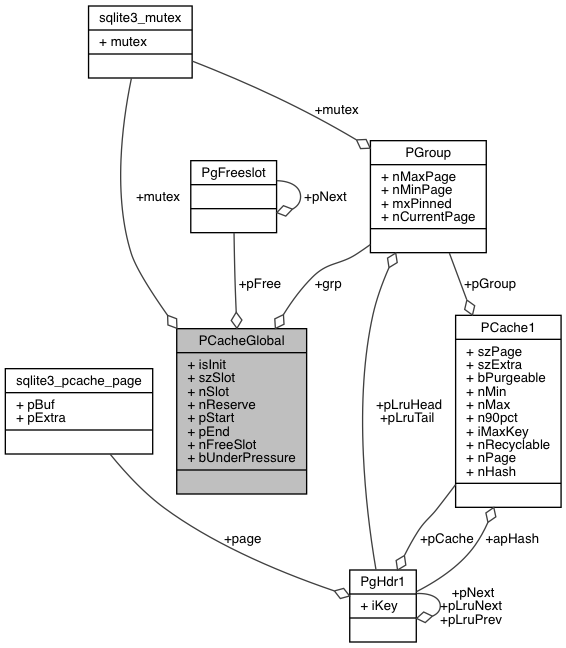 sqlite3_mutex
+ mutex
+mutex
PGroup
+ nMaxPage
+ nMinPage
+ mxPinned
+ nCurrentPage
PgFreeslot
+pNext
+mutex
+pFree
+grp
+pGroup
PCacheGlobal
+ isInit
+ szSlot
+ nSlot
+ nReserve
+ pStart
+ pEnd
+ nFreeSlot
+ bUnderPressure
PCache1
+ szPage
+ szExtra
+ bPurgeable
+ nMin
+ nMax
+ n90pct
+ iMaxKey
+ nRecyclable
+ nPage
+ nHash
sqlite3_pcache_page
+ pBuf
+ pExtra
+pLruHead
+pLruTail
+page
+pCache
+apHash
PgHdr1
+ iKey
+pNext
+pLruNext
+pLruPrev